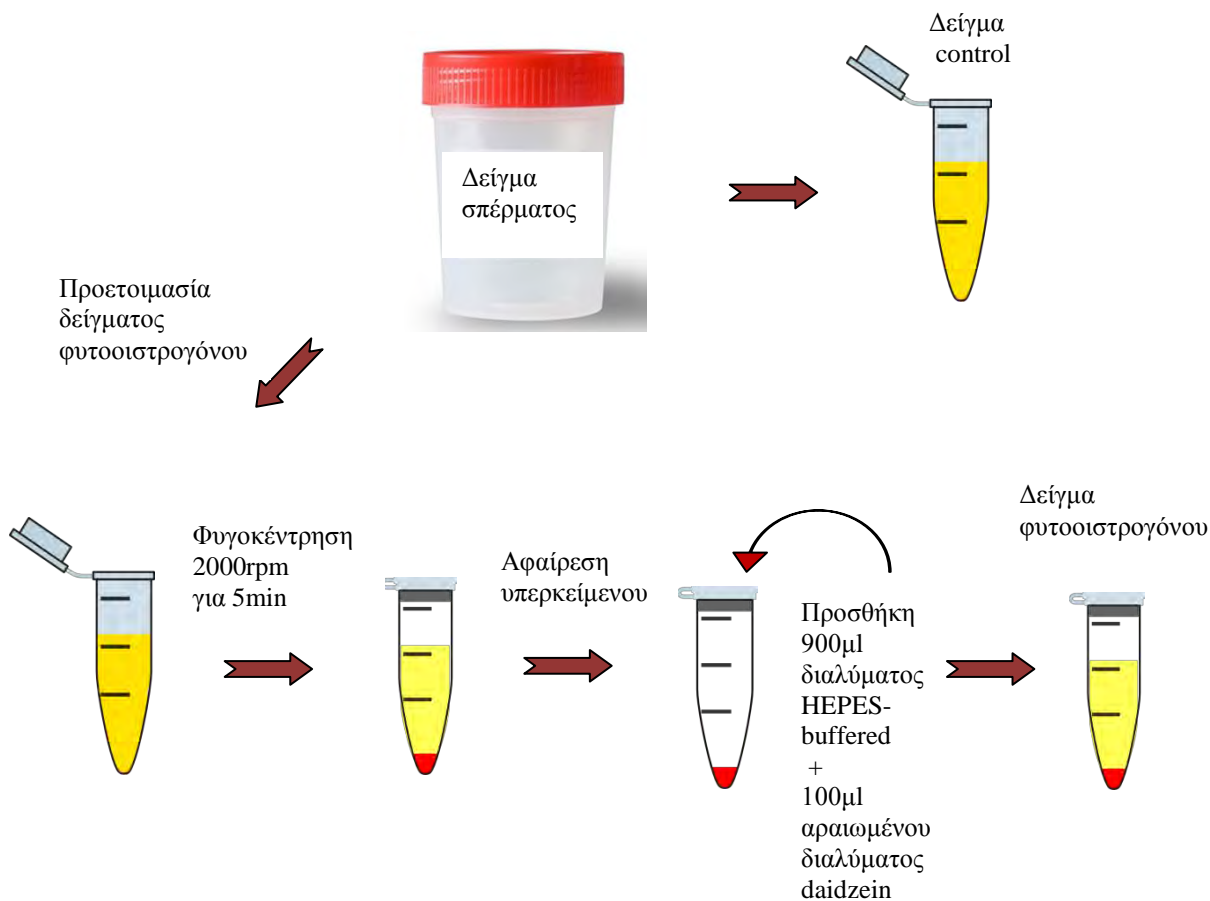 Δείγμα
control
Δείγμα
σπέρματος
Προετοιμασία
δείγματος
φυτοοιστρογόνου
Φυγοκέντρηση
2000rpm
για 5min
Αφαίρεση
υπερκείμενου
Προσθήκη
900μl
διαλύματος
HEPES-
buffered
+
100μl
αραιωμένου
διαλύματος
daidzein
Δείγμα
φυτοοιστρογόνου